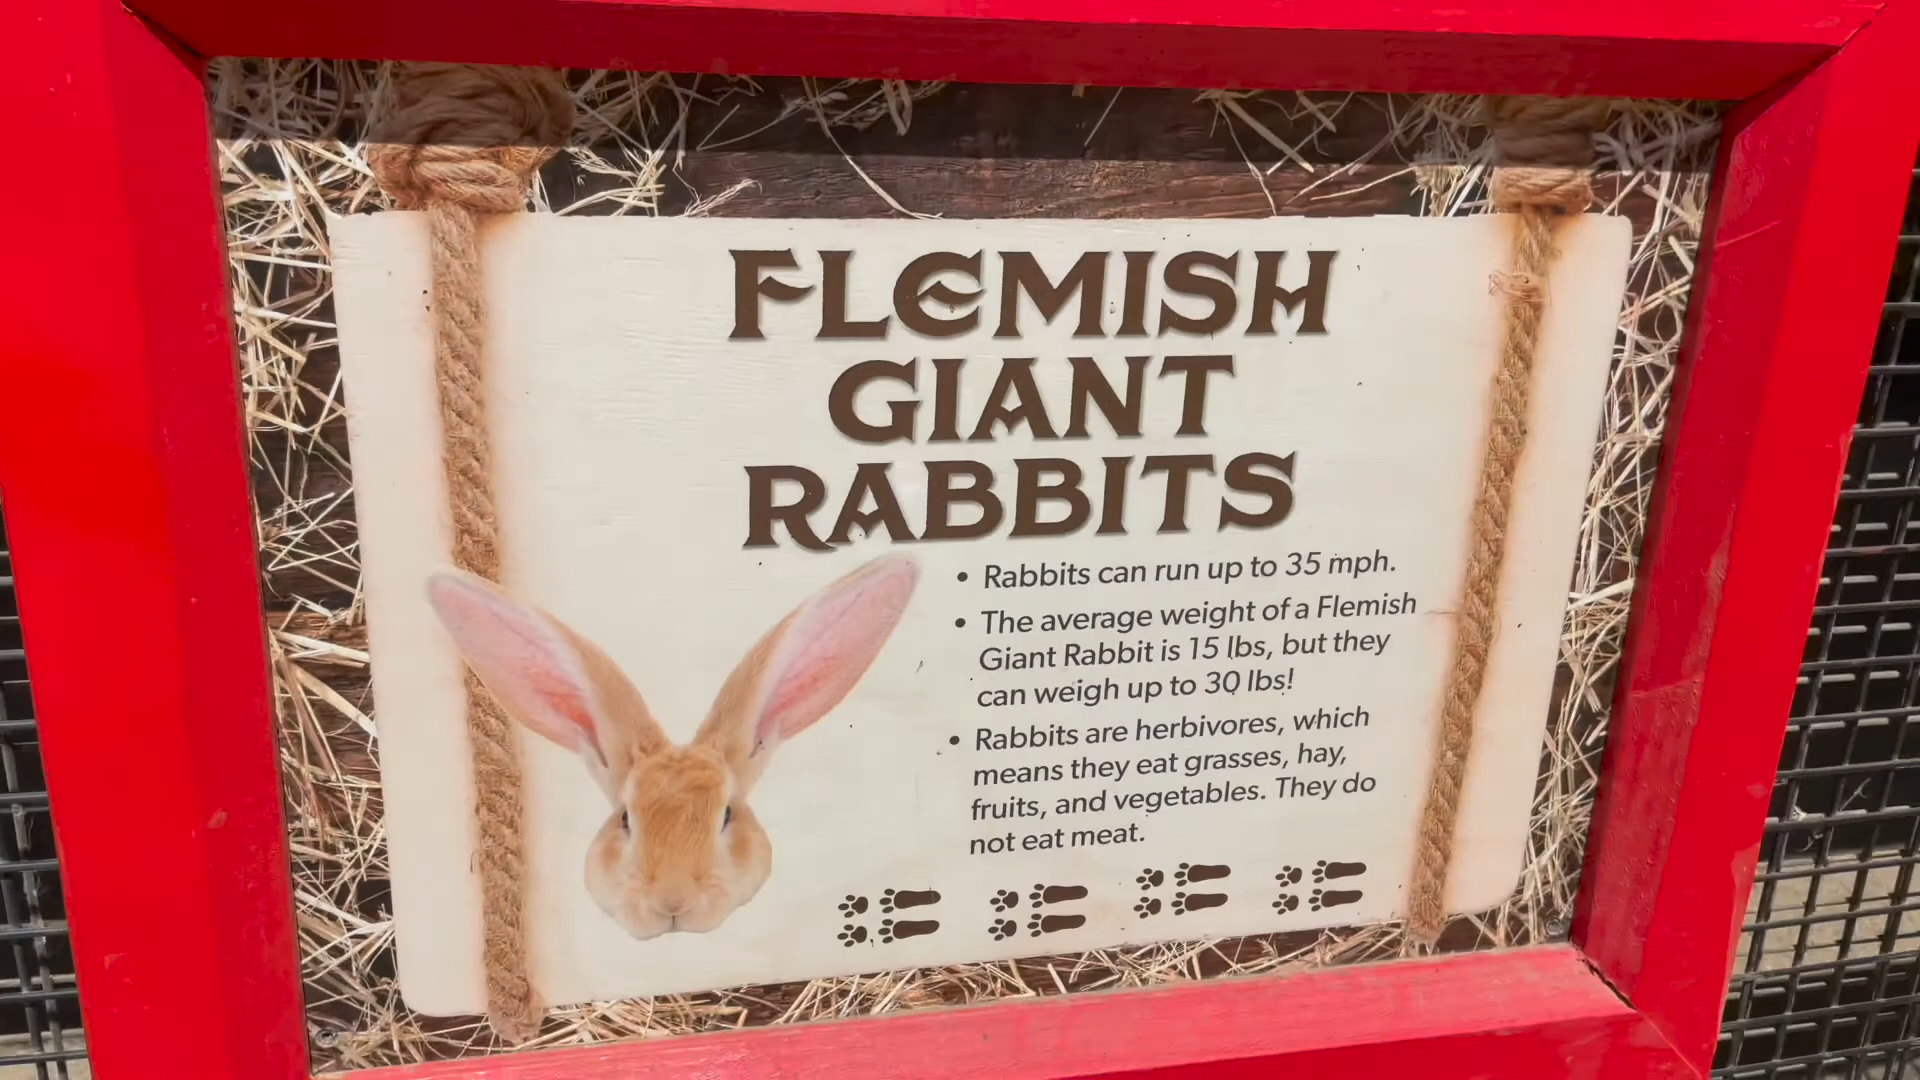 FLEMISH
GIANT
RABBITS
• Rabbits can run up to 35 mph.
• The average weight of a Flemish
Giant Rabbit is 15 lbs, but they
can weigh up to 30 lbs!
• Rabbits are herbivores, which
means they eat grasses, hay,
fruits, and vegetables. They do
not eat meat.